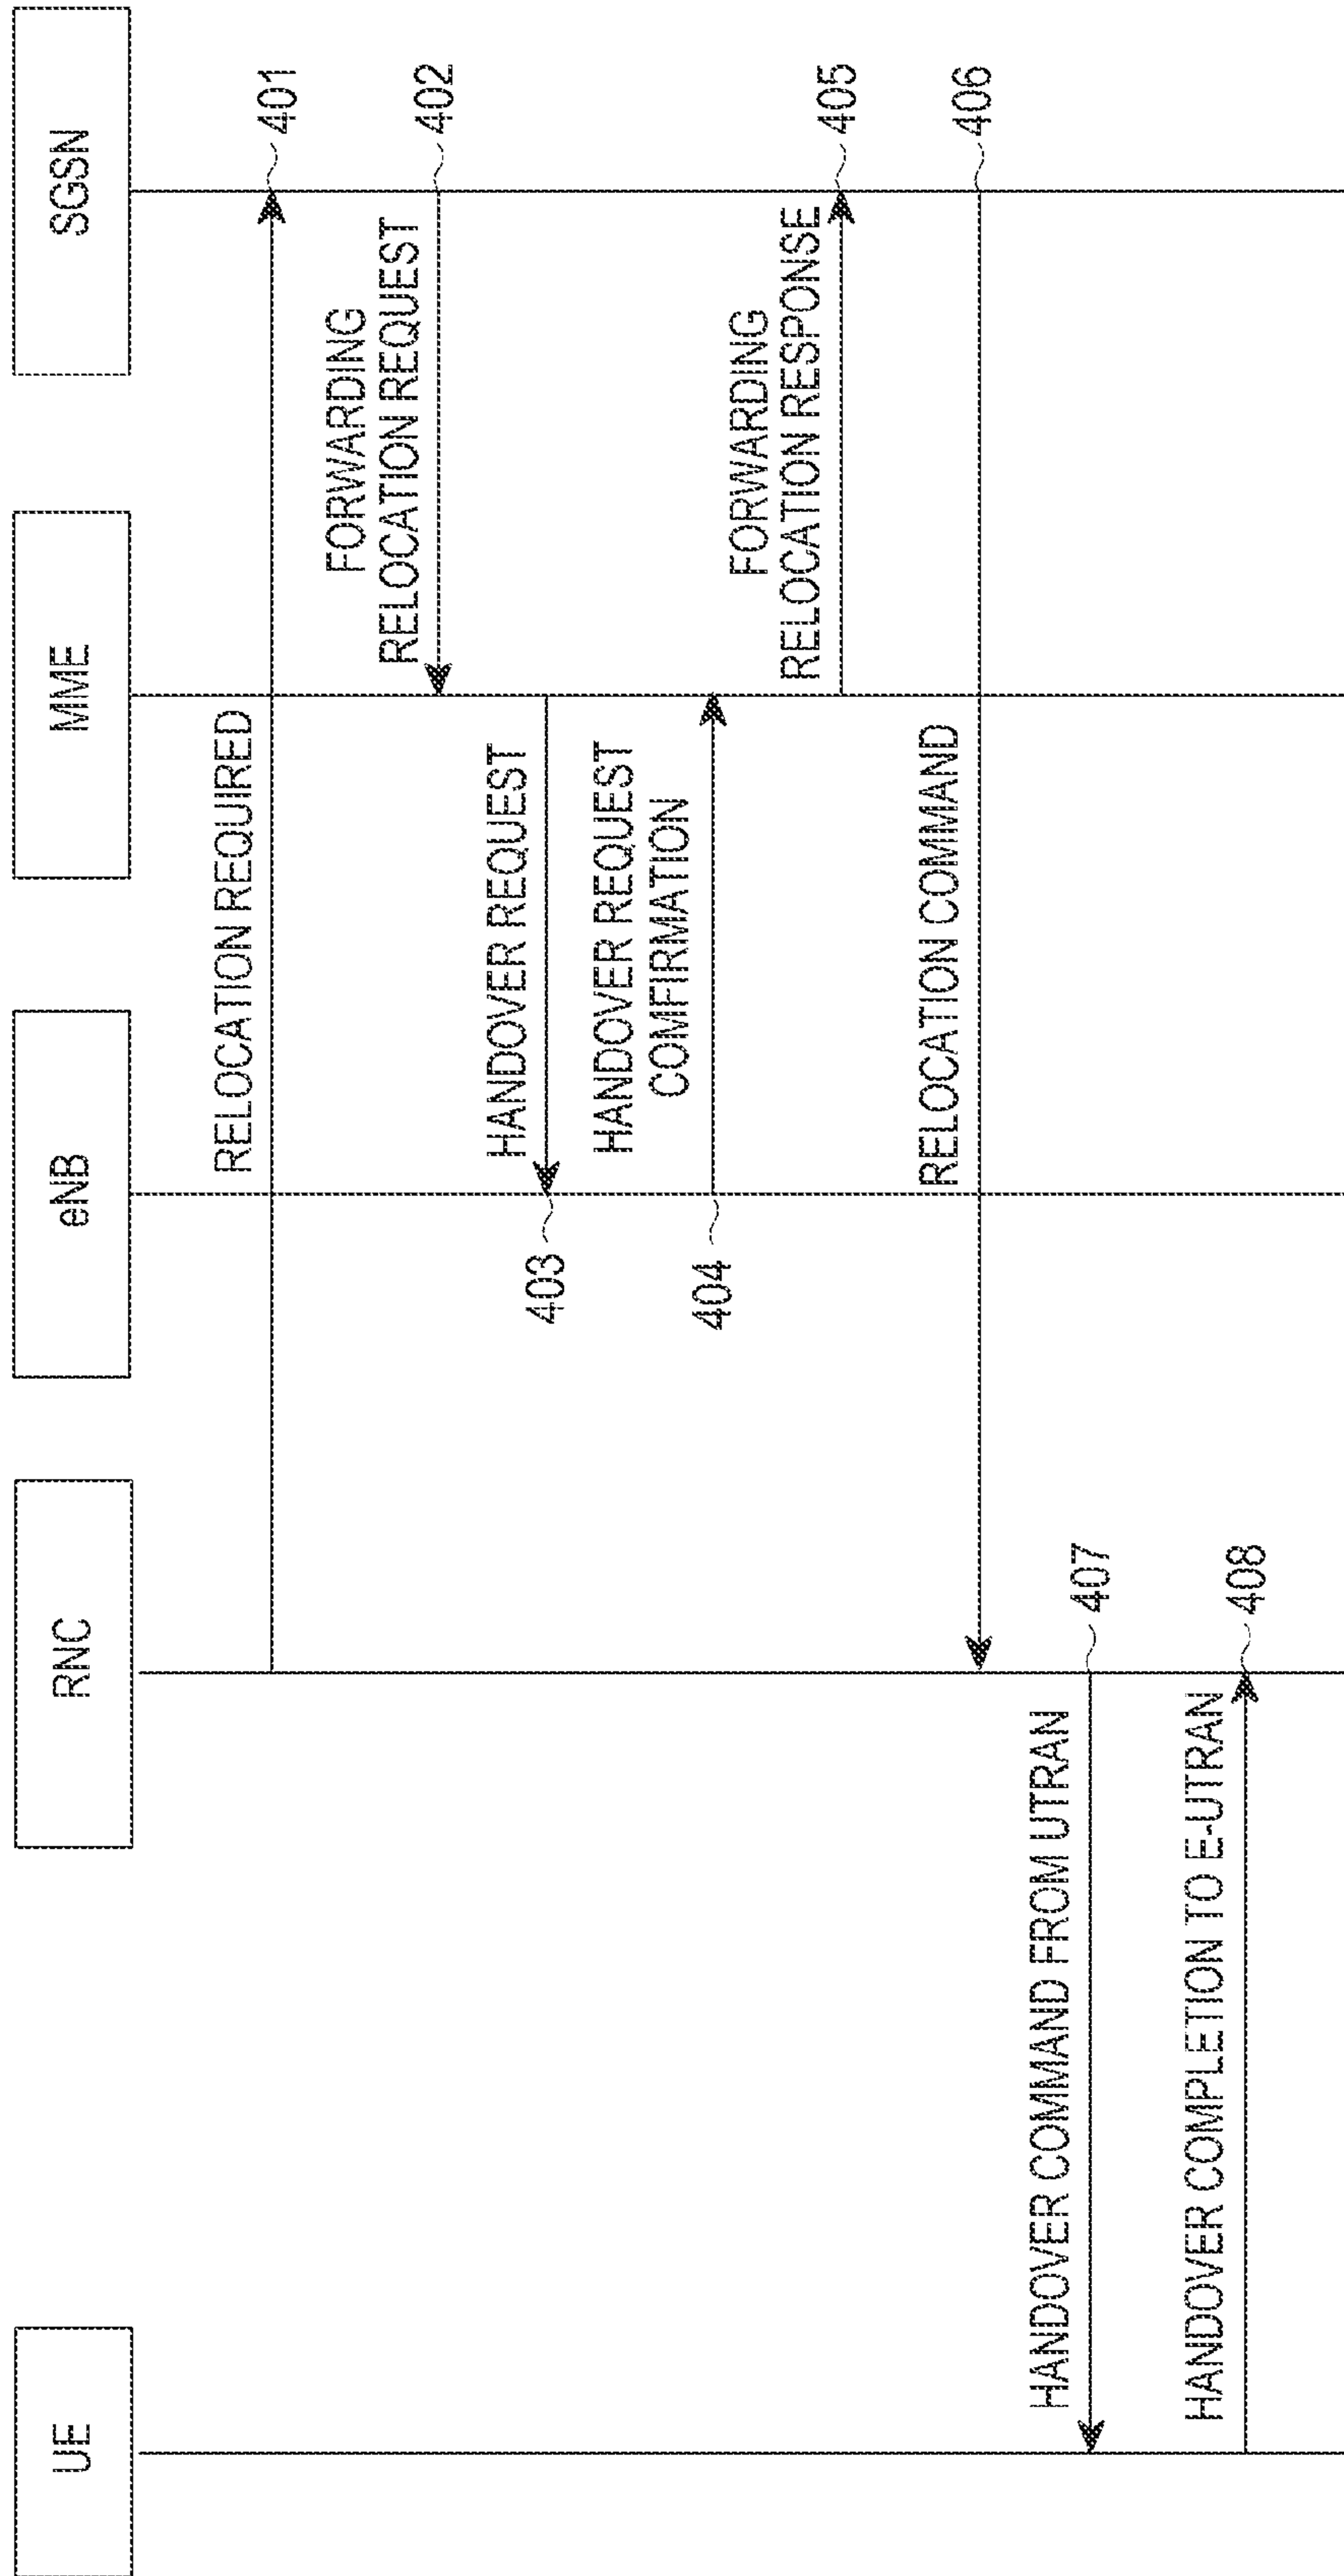 UE
RNC
eNB
MME
SGSN
RELOCATION REQUIRED
401
FORWARDING
RELOCATION REQUEST
402
HANDOVER REQUEST
403
HANDOVER REQUEST
COMFIRMATION
404
FORWARDING
RELOCATION RESPONSE
405
RELOCATION COMMAND
406
HANDOVER COMMAND FROM UTRAN
407
HANDOVER COMPLETION TO E-UTRAN
408